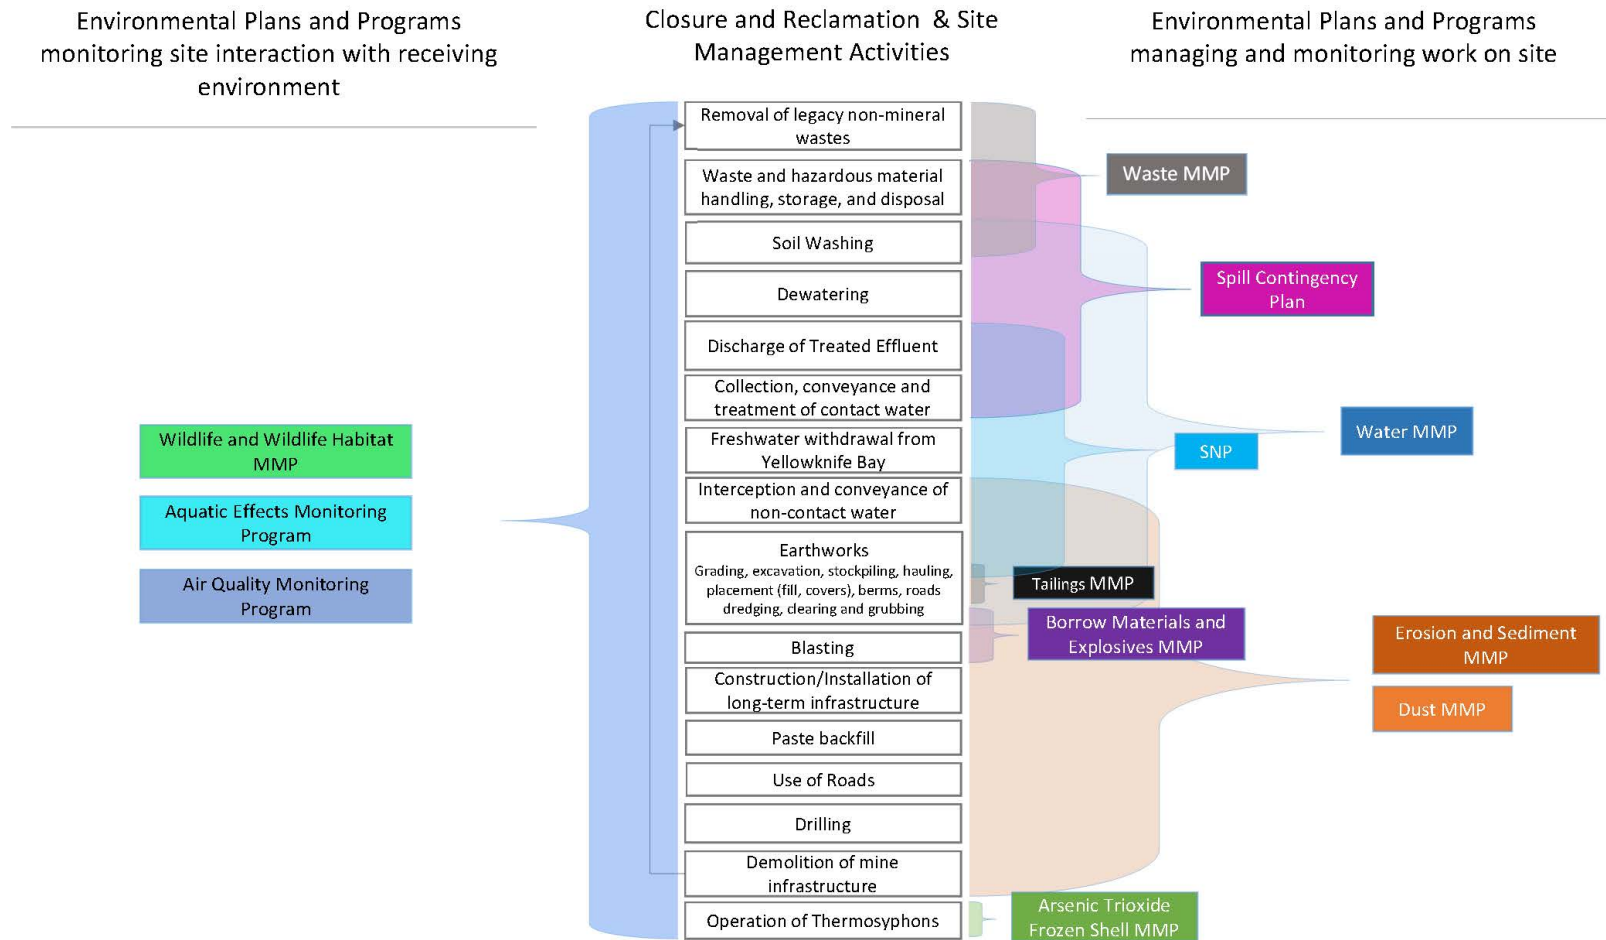 Environmental Plans and Programs
monitoring site interaction with receiving
environment
Closure and Reclamation & Site
Management Activities
Environmental Plans and Programs
managing and monitoring work on site
Wildlife and Wildlife Habitat
MMP
Aquatic Effects Monitoring
Program
Air Quality Monitoring
Program
Removal of legacy non-mineral
wastes
Waste and hazardous material
handling, storage, and disposal
Soil Washing
Dewatering
Discharge of Treated Effluent
Collection, conveyance and
treatment of contact water
Freshwater withdrawal from
Yellowknife Bay
Interception and conveyance of
non-contact water
Earthworks
Grading, excavation, stockpiling, hauling,
placement (fill, covers), berms, roads
dredging, clearing and grubbing
Blasting
Construction/Installation of
long-term infrastructure
Paste backfill
Use of Roads
Drilling
Demolition of mine
infrastructure
Operation of Thermosyphons
Waste MMP
Spill Contingency
Plan
Water MMP
SNP
Tailings MMP
Borrow Materials and
Explosives MMP
Erosion and Sediment
MMP
Dust MMP
Arsenic Trioxide
Frozen Shell MMP